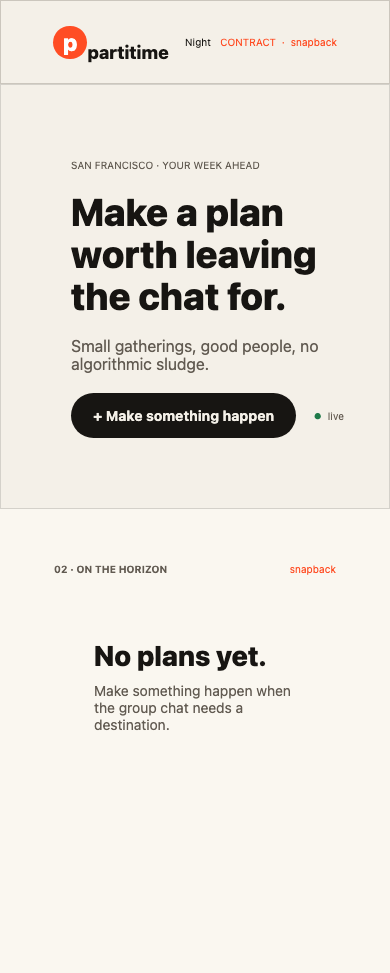 p partitime Night CONTRACT · snapback
SAN FRANCISCO · YOUR WEEK AHEAD
Make a plan
worth leaving
the chat for.
Small gatherings, good people, no
algorithmic sludge.
+ Make something happen
live
02 · ON THE HORIZON
snapback
No plans yet.
Make something happen when
the group chat needs a
destination.